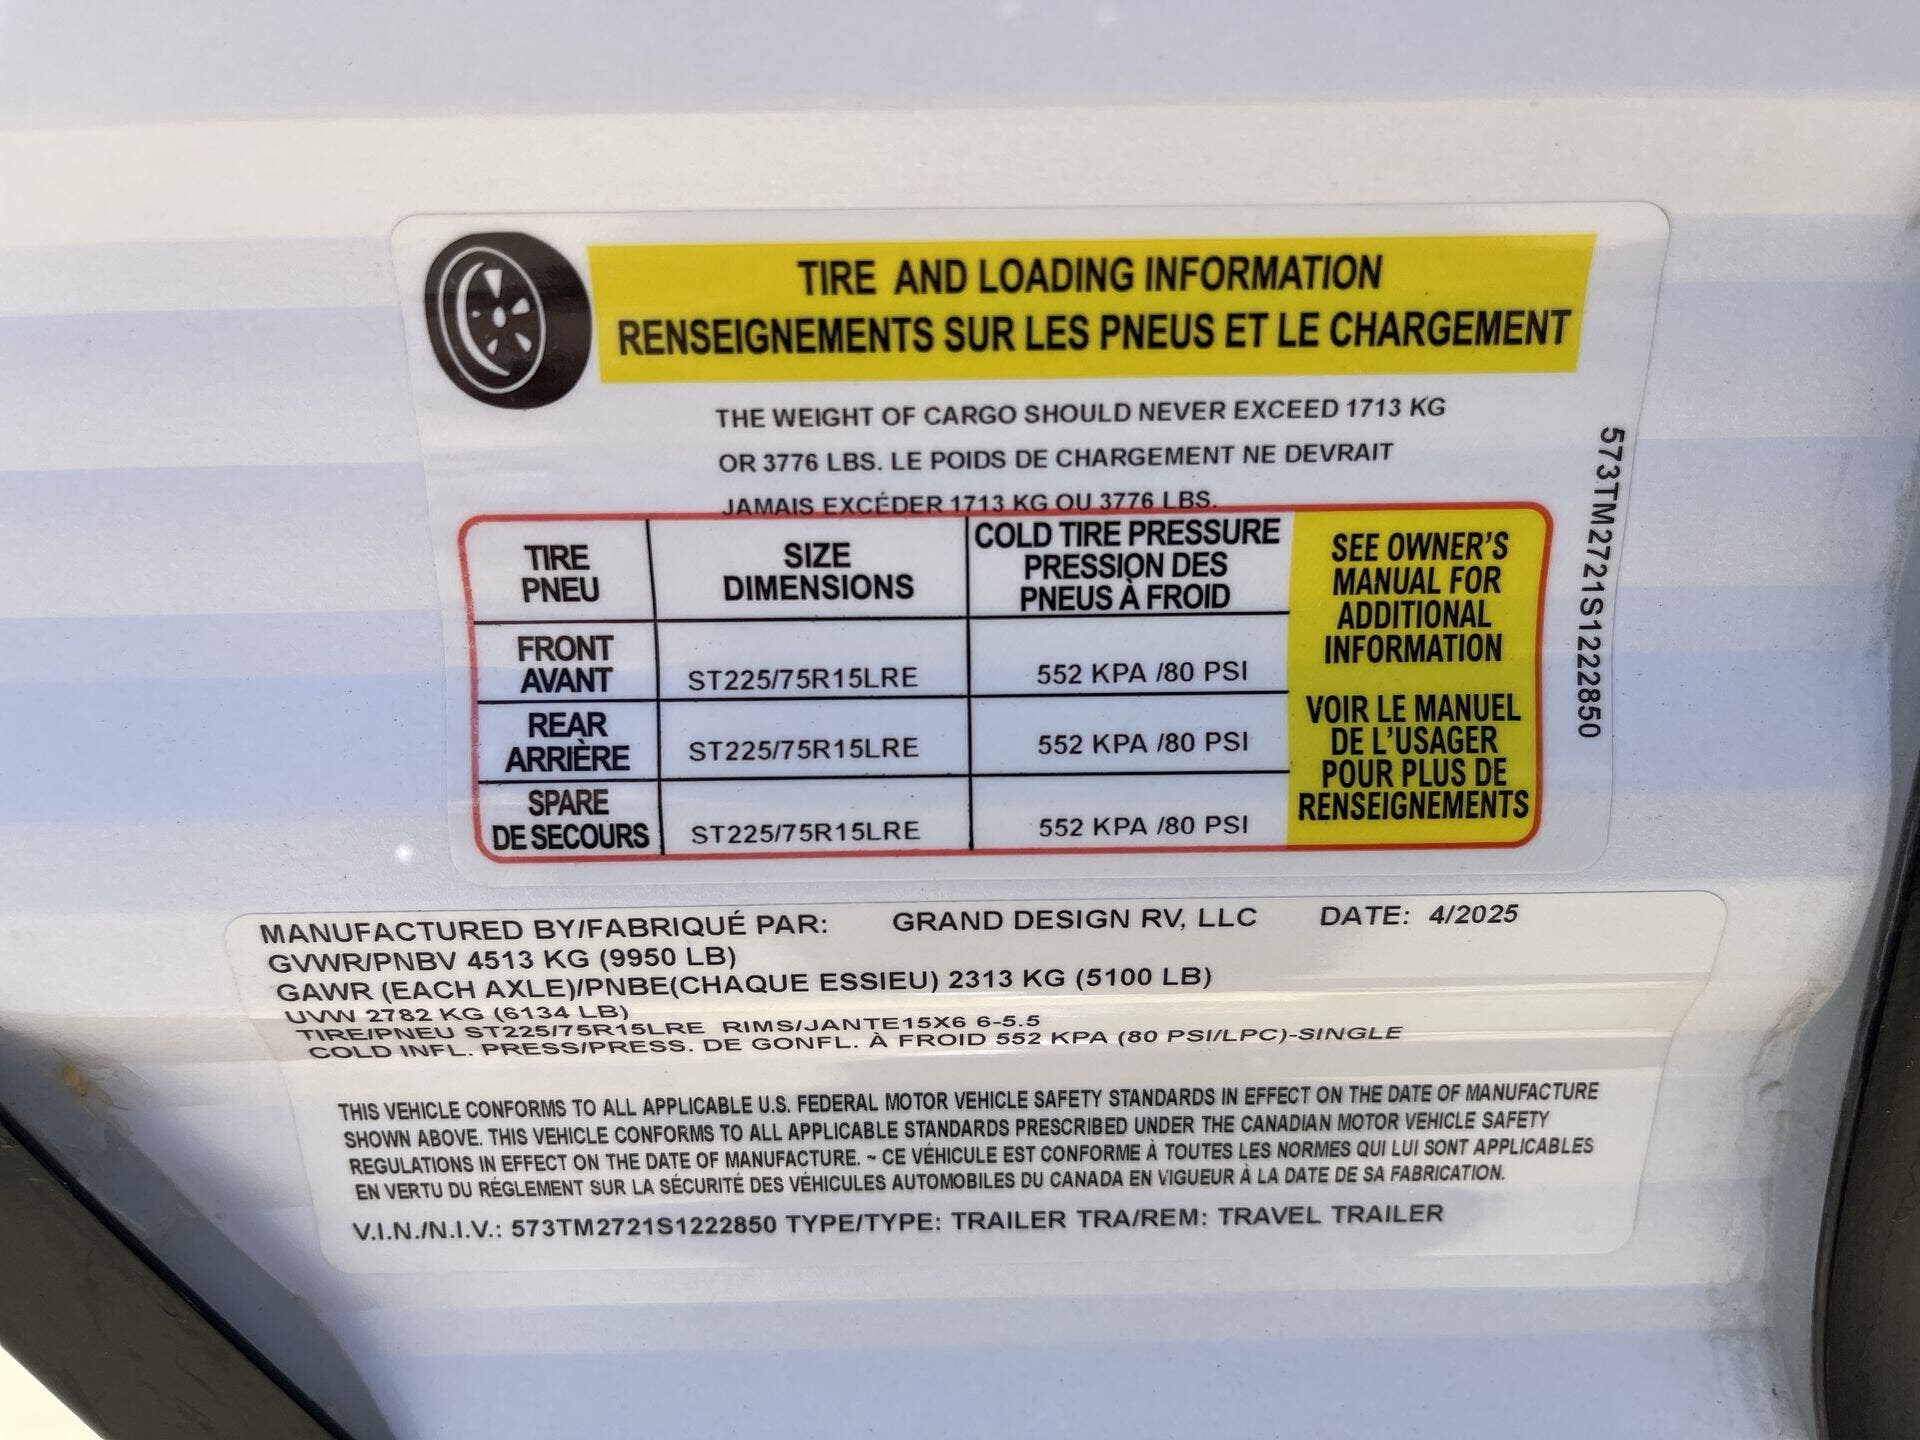 TIRE AND LOADING INFORMATION
RENSEIGNEMENTS SUR LES PNEUS ET LE CHARGEMENT
THE WEIGHT OF CARGO SHOULD NEVER EXCEED 1713 KG
OR 3776 LBS. LE POIDS DE CHARGEMENT NE DEVRAIT
JAMAIS EXCÉDER 1713 KG OU 3776 LBS.
TIRE
PNEU
SIZE
DIMENSIONS
COLD TIRE PRESSURE
PRESSION DES
PNEUS À FROID
FRONT
AVANT
ST225/75R15LRE
552 KPA /80 PSI
REAR
ARRIÈRE
ST225/75R15LRE
552 KPA /80 PSI
SPARE
DE SECOURS
ST225/75R15LRE
552 KPA /80 PSI
SEE OWNER'S
MANUAL FOR
ADDITIONAL
INFORMATION
VOIR LE MANUEL
DE L'USAGER
POUR PLUS DE
RENSEIGNEMENTS
573TM2721S1222850
MANUFACTURED BY/FABRIQUÉ PAR: GRAND DESIGN RV, LLC DATE: 4/2025
GVWR/PNBV 4513 KG (9950 LB)
GAWR (EACH AXLE)/PNBE(CHAQUE ESSIEU) 2313 KG (5100 LB)
UVW 2782 KG (6134 LB)
TIRE/PNEU ST225/75R15LRE RIMS/JANTE15X6 6-5.5
COLD INFL. PRESS/PRESS. DE GONFL. À FROID 552 KPA (80 PSI/LPC)-SINGLE
THIS VEHICLE CONFORMS TO ALL APPLICABLE U.S. FEDERAL MOTOR VEHICLE SAFETY STANDARDS IN EFFECT ON THE DATE OF MANUFACTURE
SHOWN ABOVE. THIS VEHICLE CONFORMS TO ALL APPLICABLE STANDARDS PRESCRIBED UNDER THE CANADIAN MOTOR VEHICLE SAFETY
REGULATIONS IN EFFECT ON THE DATE OF MANUFACTURE. ~ CE VÉHICULE EST CONFORME À TOUTES LES NORMES QUI LUI SONT APPLICABLES
EN VERTU DU RÉGLEMENT SUR LA SÉCURITÉ DES VÉHICULES AUTOMOBILES DU CANADA EN VIGUEUR À LA DATE DE SA FABRICATION.
V.I.N./N.I.V.: 573TM2721S1222850 TYPE/TYPE: TRAILER TRA/REM: TRAVEL TRAILER